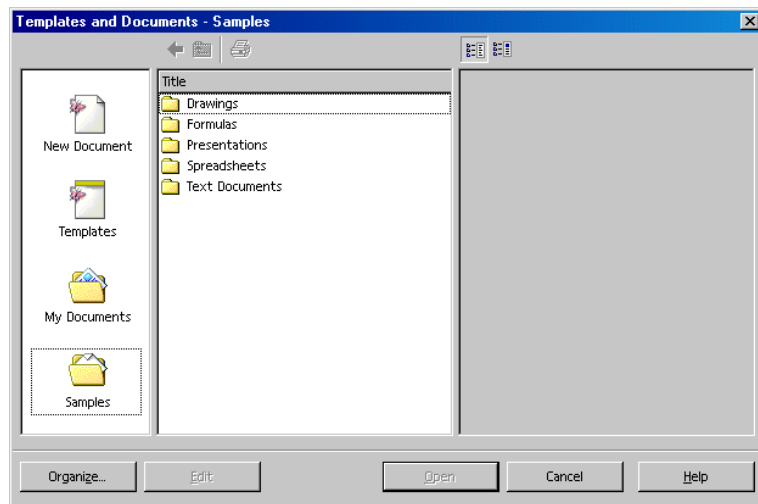 Templates and Documents - Samples
Title
New Document
Templates
My Documents
Samples
Drawings
Formulas
Presentations
Spreadsheets
Text Documents
Organize...
Edit
Open
Cancel
Help